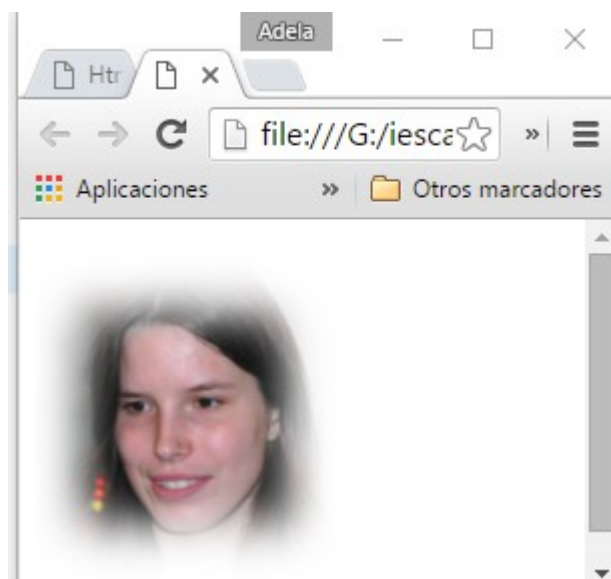 Adela
Htr
file:///G:/iesca
»
Aplicaciones
»
Otros marcadores